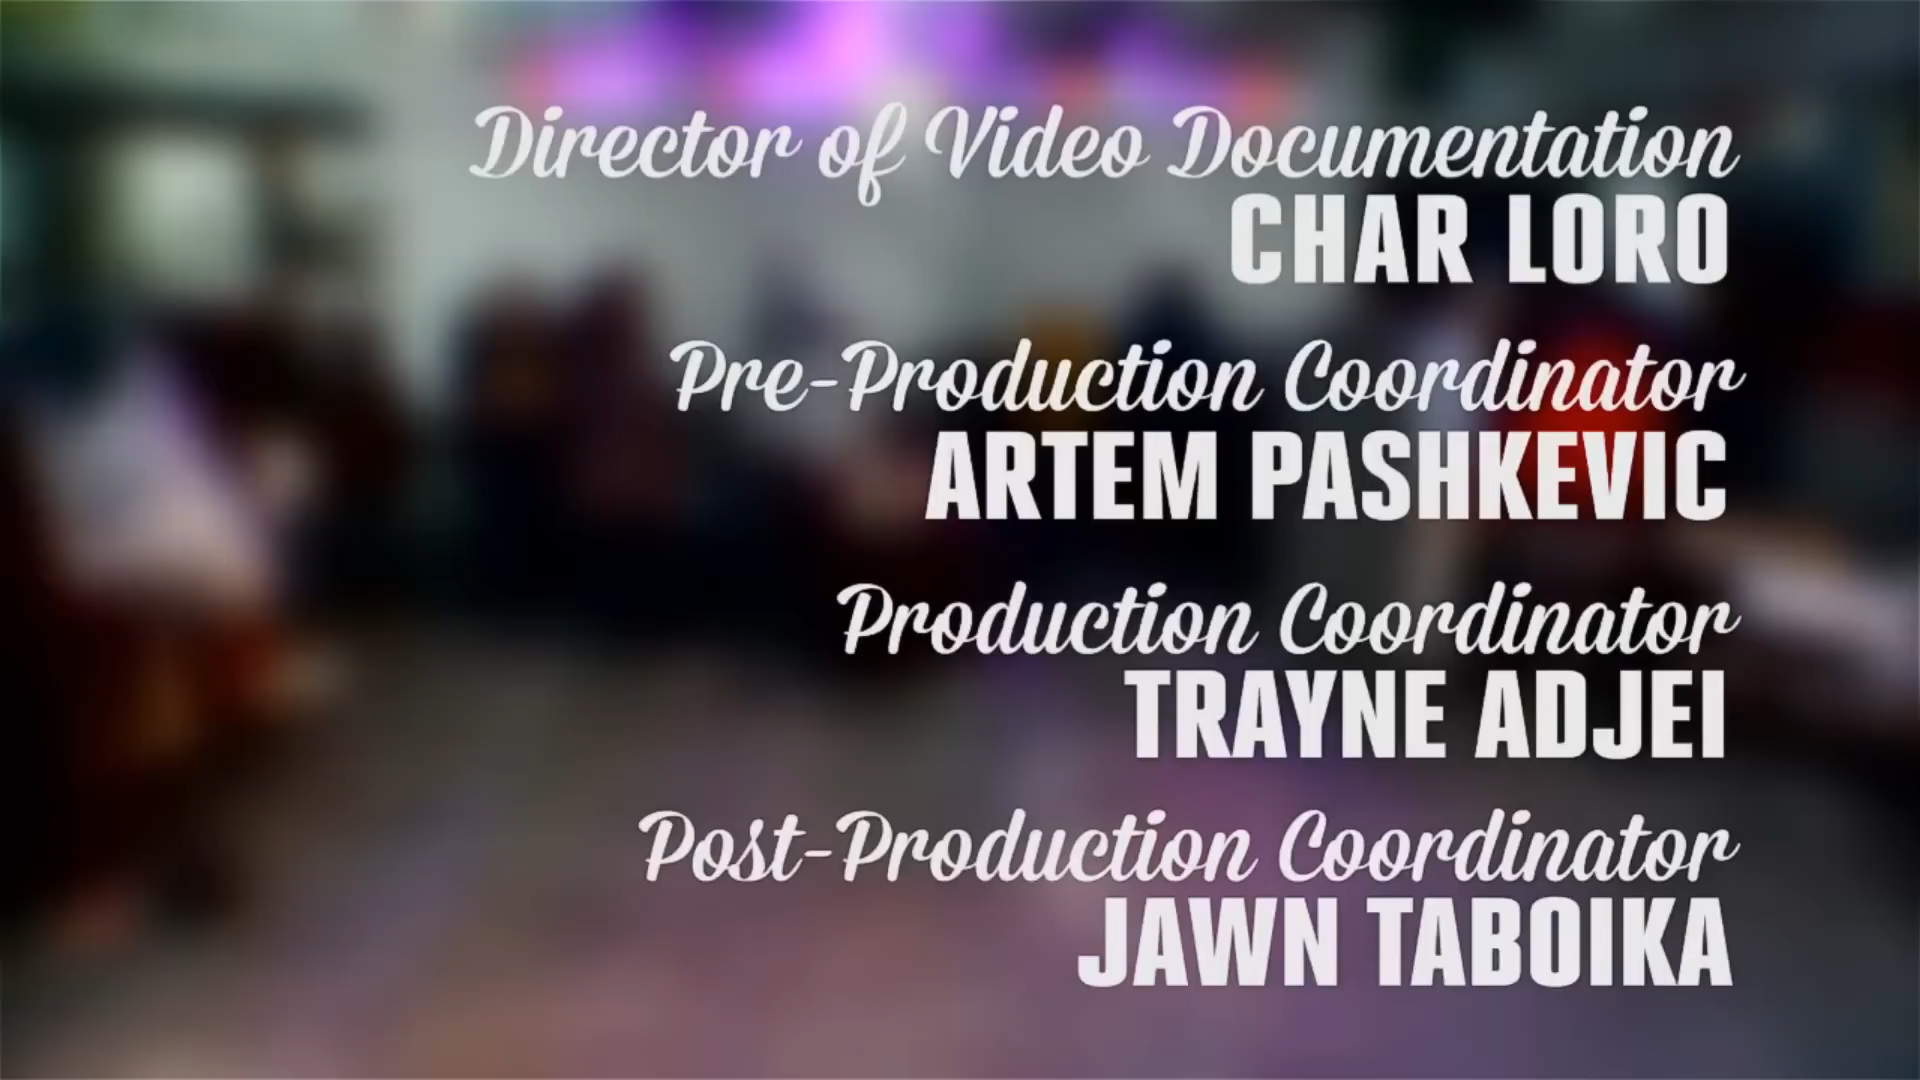 Director of Video Documentation
CHAR LORO
Pre-Production Coordinator
ARTEM PASHKEVIC
Production Coordinator
TRAYNE ADJEI
Post-Production Coordinator
JAWN TABOIKA